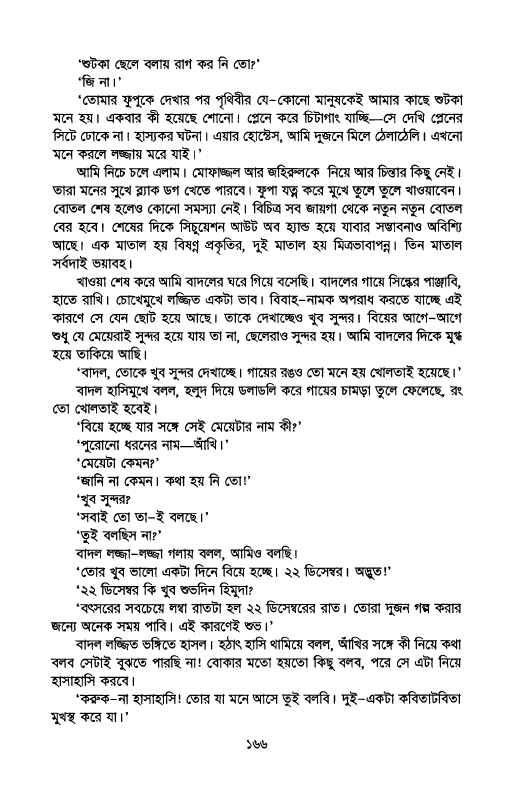 ‘শুটকা ছেলে বলায় রাগ কর নি তো?’
‘জি না।’
‘তোমার ফুপুকে দেখার পর পৃথিবীর যে-কোনো মানুষকেই আমার কাছে শুটকা
মনে হয়। একবার কী হয়েছে শোনো! প্লেনে করে চিটাগাং যাচ্ছি—সে দেখি প্লেনের
সিটে ঢোকে না। হাস্যকর ঘটনা। এয়ার হোস্টেস, আমি দুজনে মিলে ঠেলাঠেলি। এখনো
মনে করলে লজ্জায় মরে যাই।’
আমি নিচে চলে এলাম। মোফাজ্জল আর জহিরুলকে নিয়ে আর চিন্তার কিছু নেই।
তারা মনের সুখে ব্ল্যাক ডগ খেতে পারবে। ফুপা যত্ন করে মুখে তুলে তুলে খাওয়াবেন।
বোতল শেষ হলেও কোনো সমস্যা নেই। বিচিত্র সব জায়গা থেকে নতুন নতুন বোতল
বের হবে। শেষের দিকে সিচুয়েশন আউট অব হ্যান্ড হয়ে যাবার সম্ভাবনাও অবিশ্যি
আছে। এক মাতাল হয় বিষণ্ন প্রকৃতির, দুই মাতাল হয় মিত্রভাবাপন্ন। তিন মাতাল
সর্বদাই ভয়াবহ।
খাওয়া শেষ করে আমি বাদলের ঘরে গিয়ে বসেছি। বাদলের গায়ে সিল্কের পাঞ্জাবি,
হাতে রাখি। চোখেমুখে লজ্জিত একটা ভাব। বিবাহ-নামক অপরাধ করতে যাচ্ছে এই
কারণে সে যেন ছোট হয়ে আছে। তাকে দেখাচ্ছেও খুব সুন্দর। বিয়ের আগে-আগে
শুধু যে মেয়েরাই সুন্দর হয়ে যায় তা না, ছেলেরাও সুন্দর হয়। আমি বাদলের দিকে মুগ্ধ
হয়ে তাকিয়ে আছি।
‘বাদল, তোকে খুব সুন্দর দেখাচ্ছে। গায়ের রঙও তো মনে হয় খোলতাই হয়েছে।’
বাদল হাসিমুখে বলল, হলুদ দিয়ে ডলাডলি করে গায়ের চামড়া তুলে ফেলেছে, রং
তো খোলতাই হবেই।
‘বিয়ে হচ্ছে যার সঙ্গে সেই মেয়েটার নাম কী?’
‘পুরোনো ধরনের নাম—আঁখি।’
‘মেয়েটা কেমন?’
‘জানি না কেমন। কথা হয় নি তো!’
‘খুব সুন্দর?
‘সবাই তো তা-ই বলছে।’
‘তুই বলছিস না?’
বাদল লজ্জা-লজ্জা গলায় বলল, আমিও বলছি।
‘তোর খুব ভালো একটা দিনে বিয়ে হচ্ছে। ২২ ডিসেম্বর। অদ্ভুত!’
‘২২ ডিসেম্বর কি খুব শুভদিন হিমুদা?
‘বৎসরের সবচেয়ে লম্বা রাতটা হল ২২ ডিসেম্বরের রাত। তোরা দুজন গল্প করার
জন্যে অনেক সময় পাবি। এই কারণেই শুভ।’
বাদল লজ্জিত ভঙ্গিতে হাসল। হঠাৎ হাসি থামিয়ে বলল, আঁখির সঙ্গে কী নিয়ে কথা
বলব সেটাই বুঝতে পারছি না! বোকার মতো হয়তো কিছু বলব, পরে সে এটা নিয়ে
হাসাহাসি করবে।
‘করুক-না হাসাহাসি! তোর যা মনে আসে তুই বলবি। দুই-একটা কবিতাটবিতা
মুখস্থ করে যা।’
১৬৬